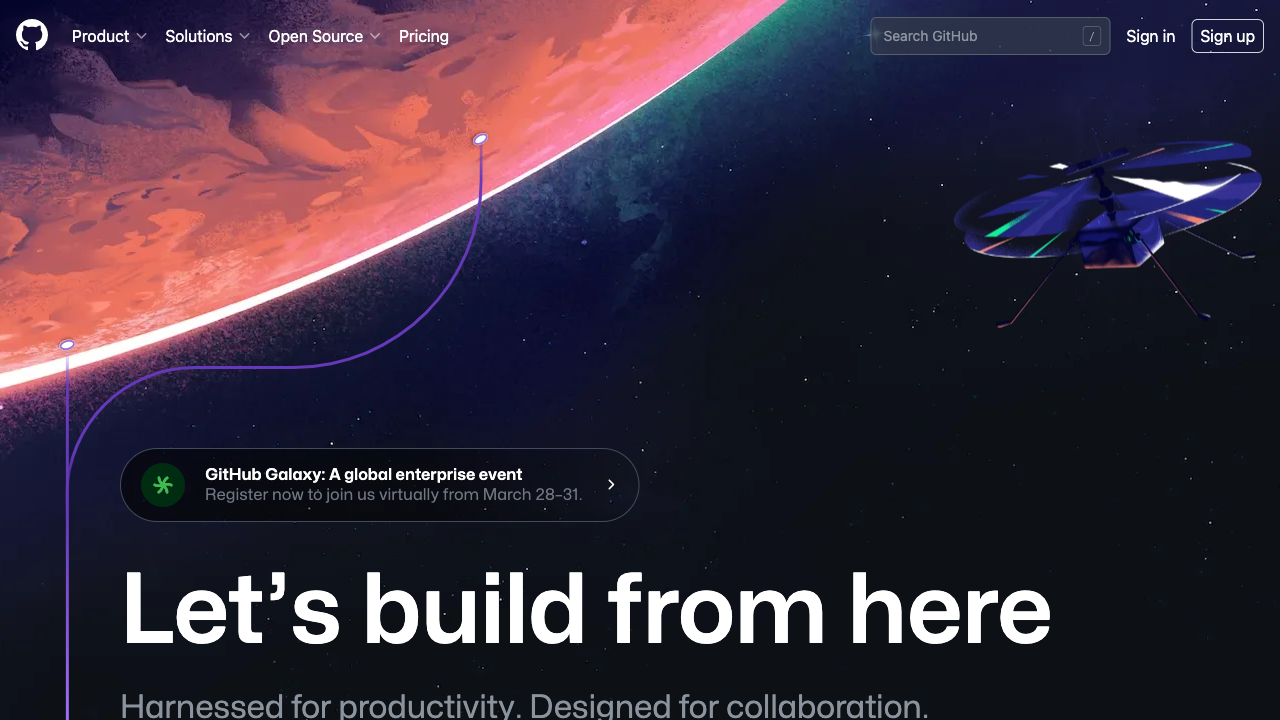 Product
Solutions
Open Source
Pricing
Search GitHub
/
Sign in
Sign up
GitHub Galaxy: A global enterprise event
Register now to join us virtually from March 28–31.
Let’s build from here
Harnessed for productivity. Designed for collaboration.